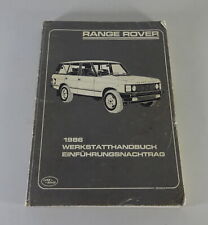 RANGE ROVER
1986
WERKSTATTHANDBUCH
EINFÜHRUNGSNACHTRAG